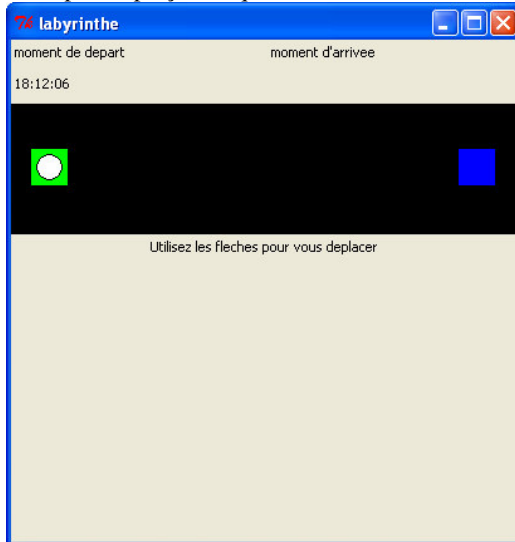 labyrinthe
moment de depart
moment d'arrivee
18:12:06
Utilisez les fleches pour vous deplacer